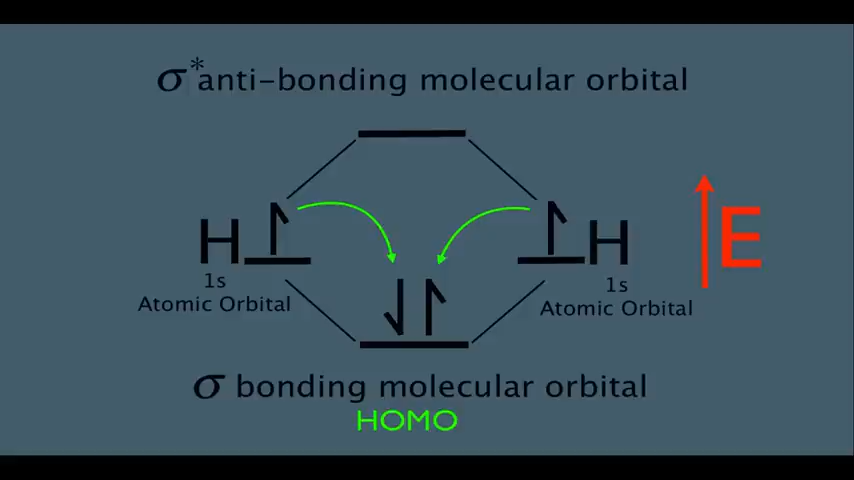 σ* anti-bonding molecular orbital
H
H
E
1s
Atomic Orbital
1s
Atomic Orbital
σ bonding molecular orbital
HOMO